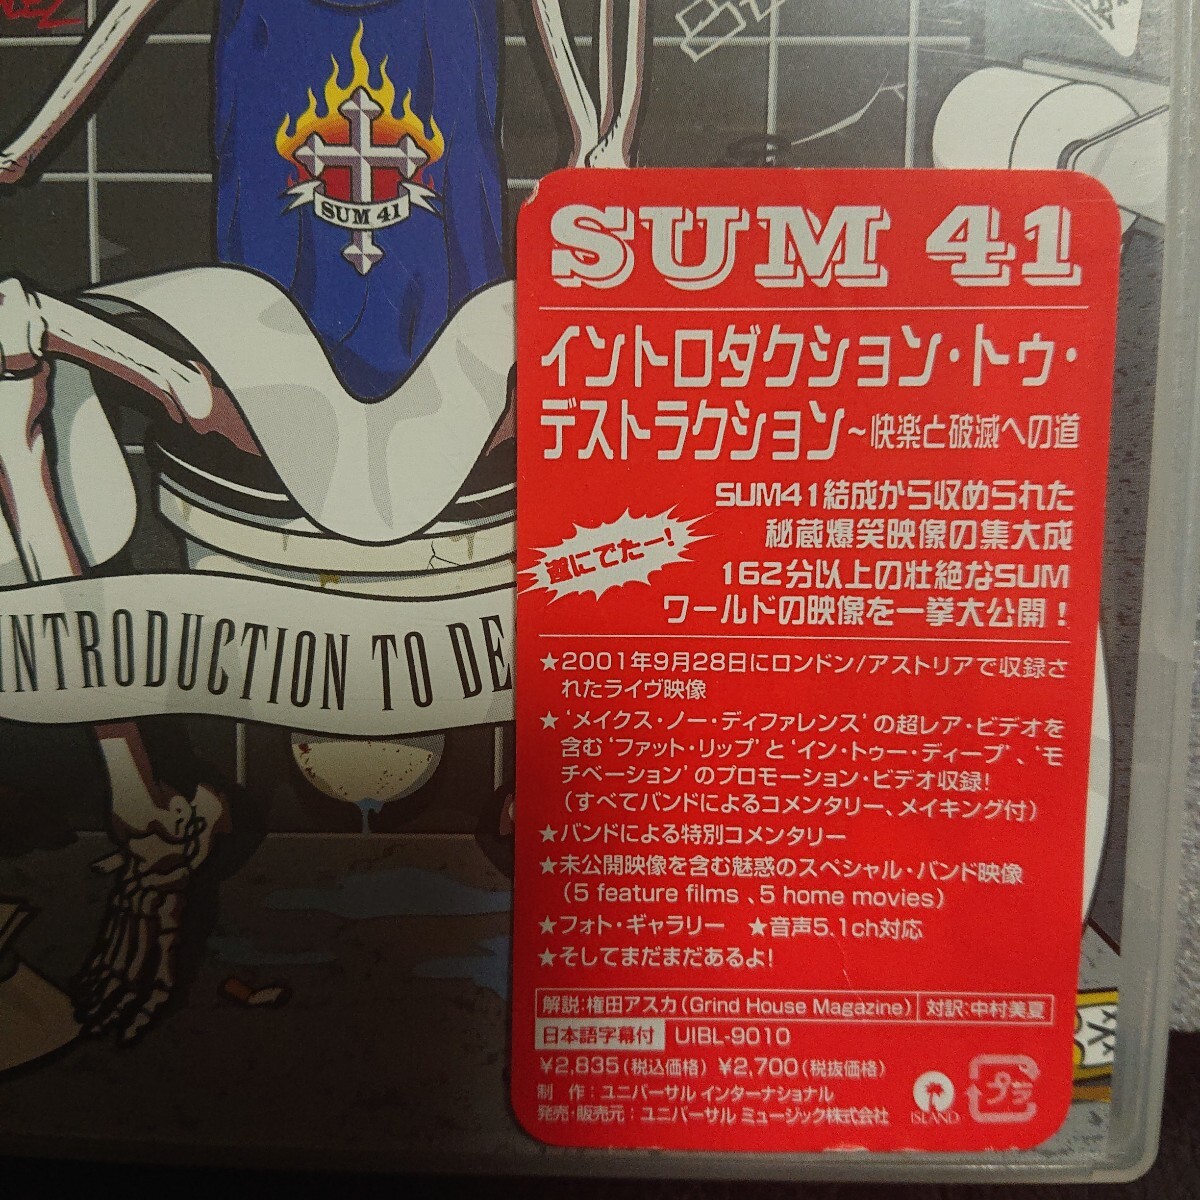 SUM 41
INTRODUCTION TO DE
SUM 41
イントロダクション・トゥ・
デストラクション~快楽と破滅への道
遂にでたー!
SUM41結成から収められた
秘蔵爆笑映像の集大成
162分以上の壮絶なSUM
ワールドの映像を一挙大公開!
★2001年9月28日にロンドン/アストリアで収録さ
れたライヴ映像
★‘メイクス・ノー・ディファレンス’の超レア・ビデオを
含む‘ファット・リップ’と‘イン・トゥー・ディープ’、‘モ
チベーション’のプロモーション・ビデオ収録!
(すべてバンドによるコメンタリー、メイキング付)
★バンドによる特別コメンタリー
★未公開映像を含む魅惑のスペシャル・バンド映像
(5 feature films 、5 home movies)
★フォト・ギャラリー ★音声5.1ch対応
★そしてまだまだあるよ!
解説:権田アスカ(Grind House Magazine) 対訳:中村美夏
日本語字幕付 UIBL-9010
¥2,835(税込価格) ¥2,700(税抜価格)
制 作:ユニバーサル インターナショナル
発売・販売元:ユニバーサル ミュージック株式会社
ISLAND
プラ